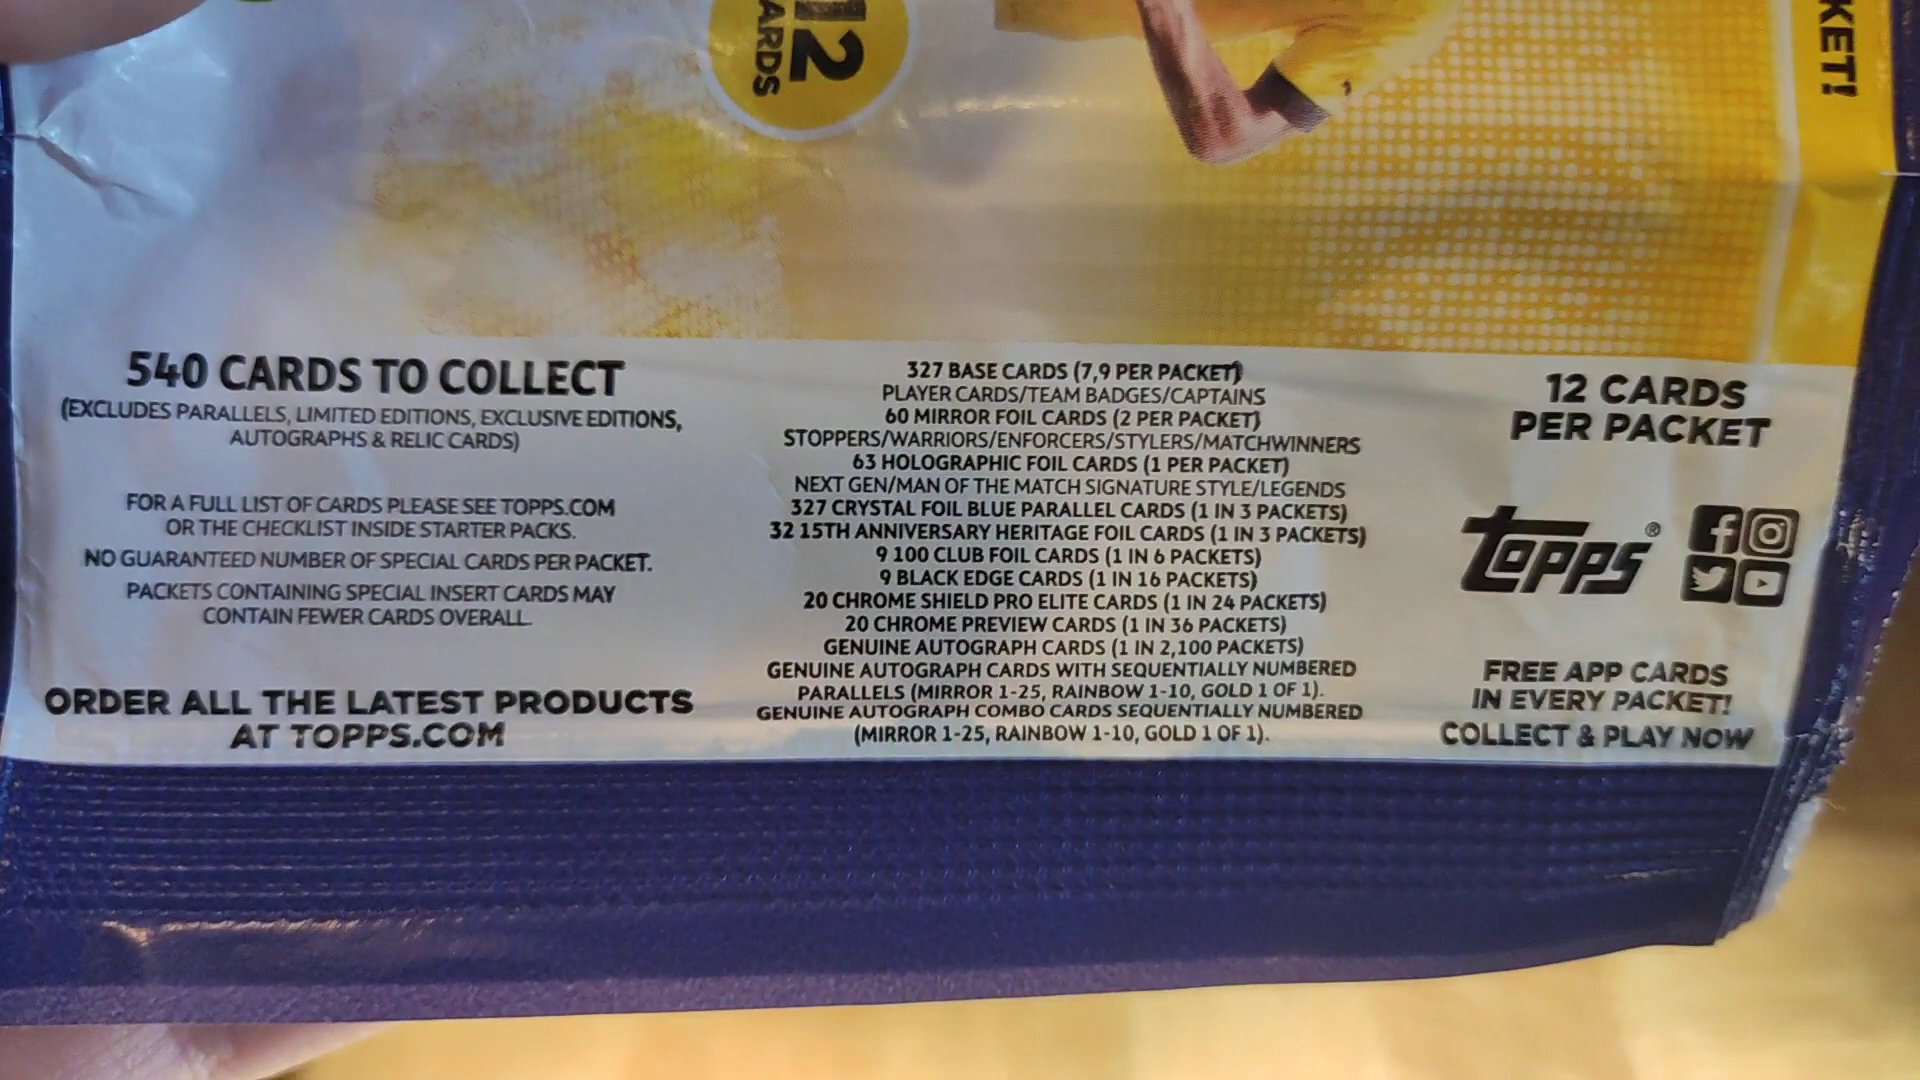 12
ARDS
KET!
540 CARDS TO COLLECT
(EXCLUDES PARALLELS, LIMITED EDITIONS, EXCLUSIVE EDITIONS,
AUTOGRAPHS & RELIC CARDS)
FOR A FULL LIST OF CARDS PLEASE SEE TOPPS.COM
OR THE CHECKLIST INSIDE STARTER PACKS.
NO GUARANTEED NUMBER OF SPECIAL CARDS PER PACKET.
PACKETS CONTAINING SPECIAL INSERT CARDS MAY
CONTAIN FEWER CARDS OVERALL.
ORDER ALL THE LATEST PRODUCTS
AT TOPPS.COM
327 BASE CARDS (7,9 PER PACKET)
PLAYER CARDS/TEAM BADGES/CAPTAINS
60 MIRROR FOIL CARDS (2 PER PACKET)
STOPPERS/WARRIORS/ENFORCERS/STYLERS/MATCHWINNERS
63 HOLOGRAPHIC FOIL CARDS (1 PER PACKET)
NEXT GEN/MAN OF THE MATCH SIGNATURE STYLE/LEGENDS
327 CRYSTAL FOIL BLUE PARALLEL CARDS (1 IN 3 PACKETS)
32 15TH ANNIVERSARY HERITAGE FOIL CARDS (1 IN 3 PACKETS)
9 100 CLUB FOIL CARDS (1 IN 6 PACKETS)
9 BLACK EDGE CARDS (1 IN 16 PACKETS)
20 CHROME SHIELD PRO ELITE CARDS (1 IN 24 PACKETS)
20 CHROME PREVIEW CARDS (1 IN 36 PACKETS)
GENUINE AUTOGRAPH CARDS (1 IN 2,100 PACKETS)
GENUINE AUTOGRAPH CARDS WITH SEQUENTIALLY NUMBERED
PARALLELS (MIRROR 1-25, RAINBOW 1-10, GOLD 1 OF 1).
GENUINE AUTOGRAPH COMBO CARDS SEQUENTIALLY NUMBERED
(MIRROR 1-25, RAINBOW 1-10, GOLD 1 OF 1).
12 CARDS
PER PACKET
topps®
FREE APP CARDS
IN EVERY PACKET!
COLLECT & PLAY NOW